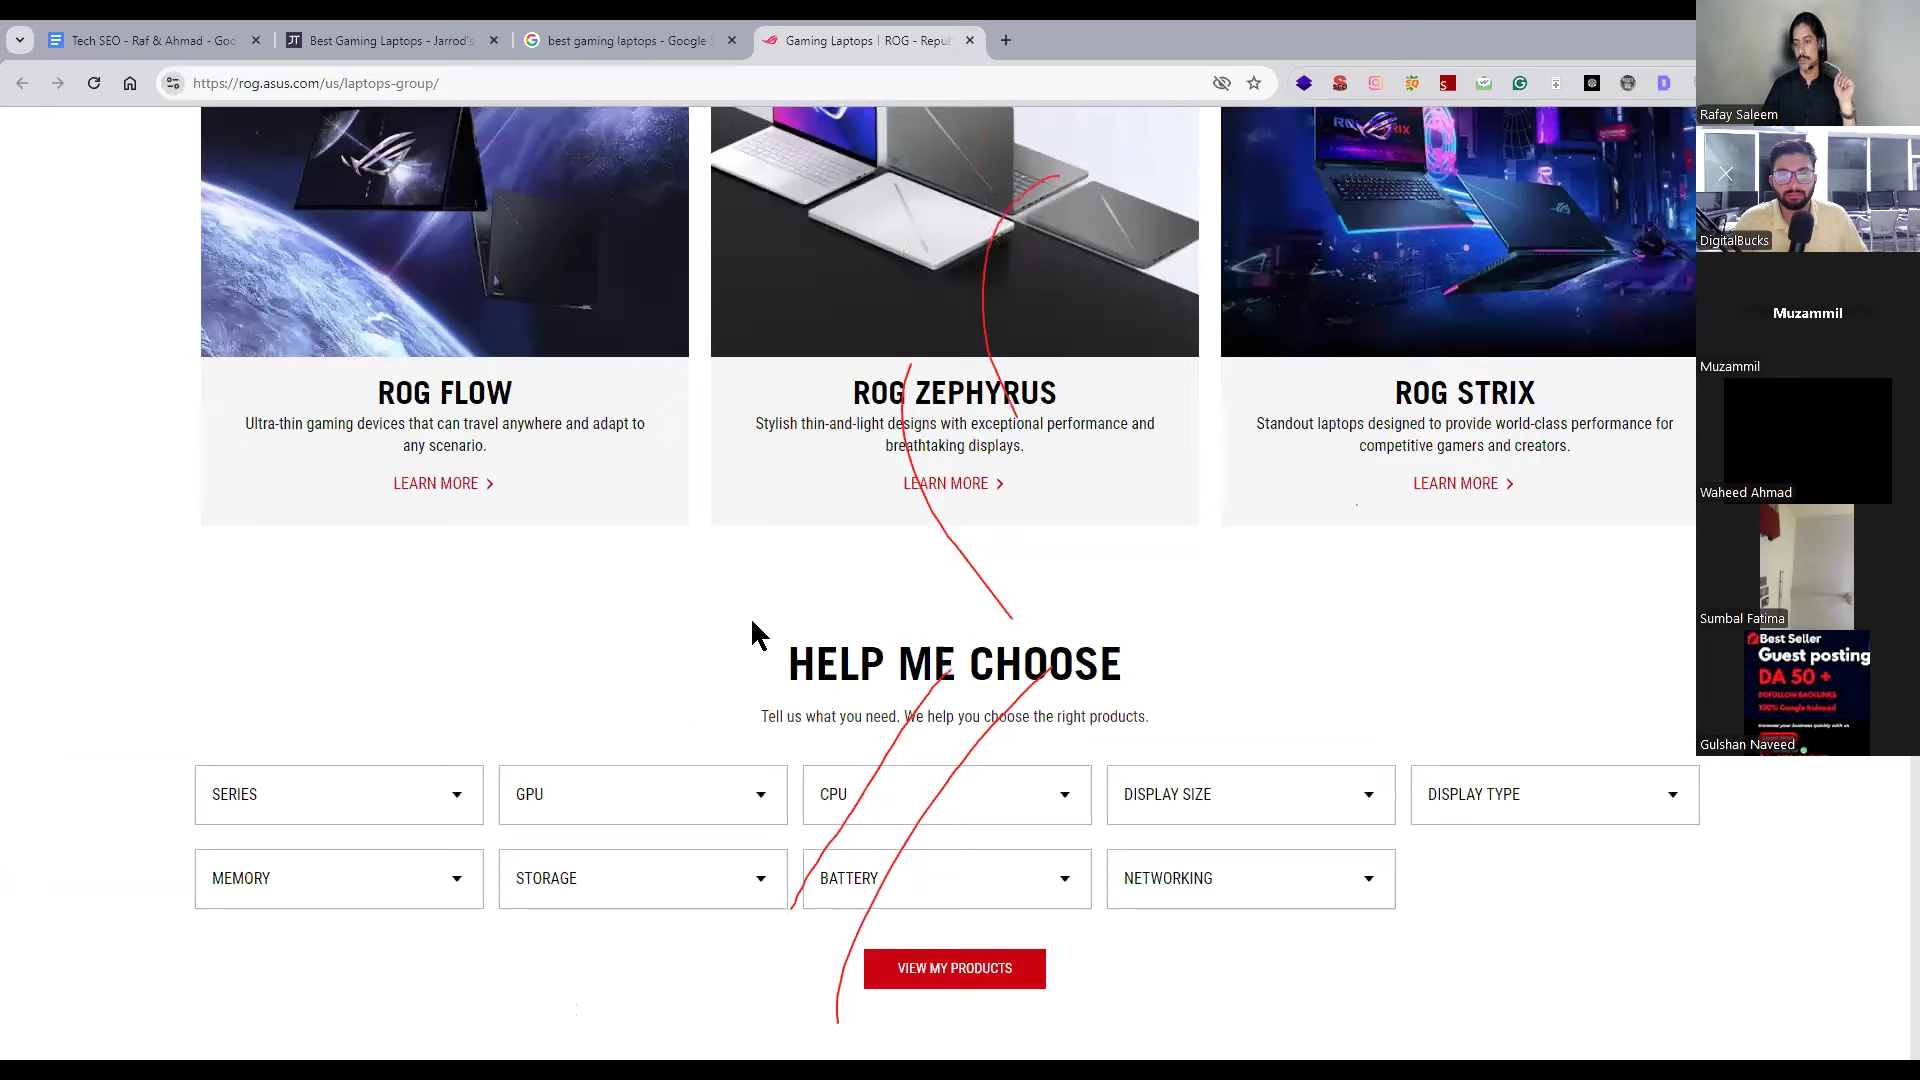 Tech SEO - Raf & Ahmad - Goo
Best Gaming Laptops - Jarrod's
best gaming laptops - Google S
Gaming Laptops | ROG - Repub
https://rog.asus.com/us/laptops-group/
ROG FLOW
Ultra-thin gaming devices that can travel anywhere and adapt to
any scenario.
LEARN MORE
ROG ZEPHYRUS
Stylish thin-and-light designs with exceptional performance and
breathtaking displays.
LEARN MORE
ROG STRIX
Standout laptops designed to provide world-class performance for
competitive gamers and creators.
LEARN MORE
HELP ME CHOOSE
Tell us what you need. We help you choose the right products.
SERIES
GPU
CPU
DISPLAY SIZE
DISPLAY TYPE
MEMORY
STORAGE
BATTERY
NETWORKING
VIEW MY PRODUCTS
Rafay Saleem
DigitalBucks
Muzammil
Muzammil
Waheed Ahmad
Sumbal Fatima
Best Seller
Guest posting
DA 50 +
DOFOLLOW BACKLINKS
100% Google Indexed
Gulshan Naveed